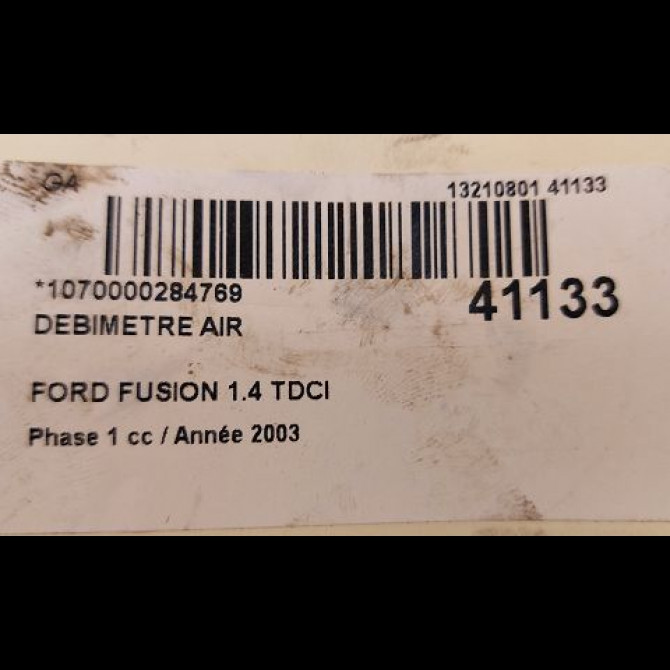 GA
13210801 41133
*1070000284769
41133
DEBIMETRE AIR
FORD FUSION 1.4 TDCI
Phase 1 cc / Année 2003